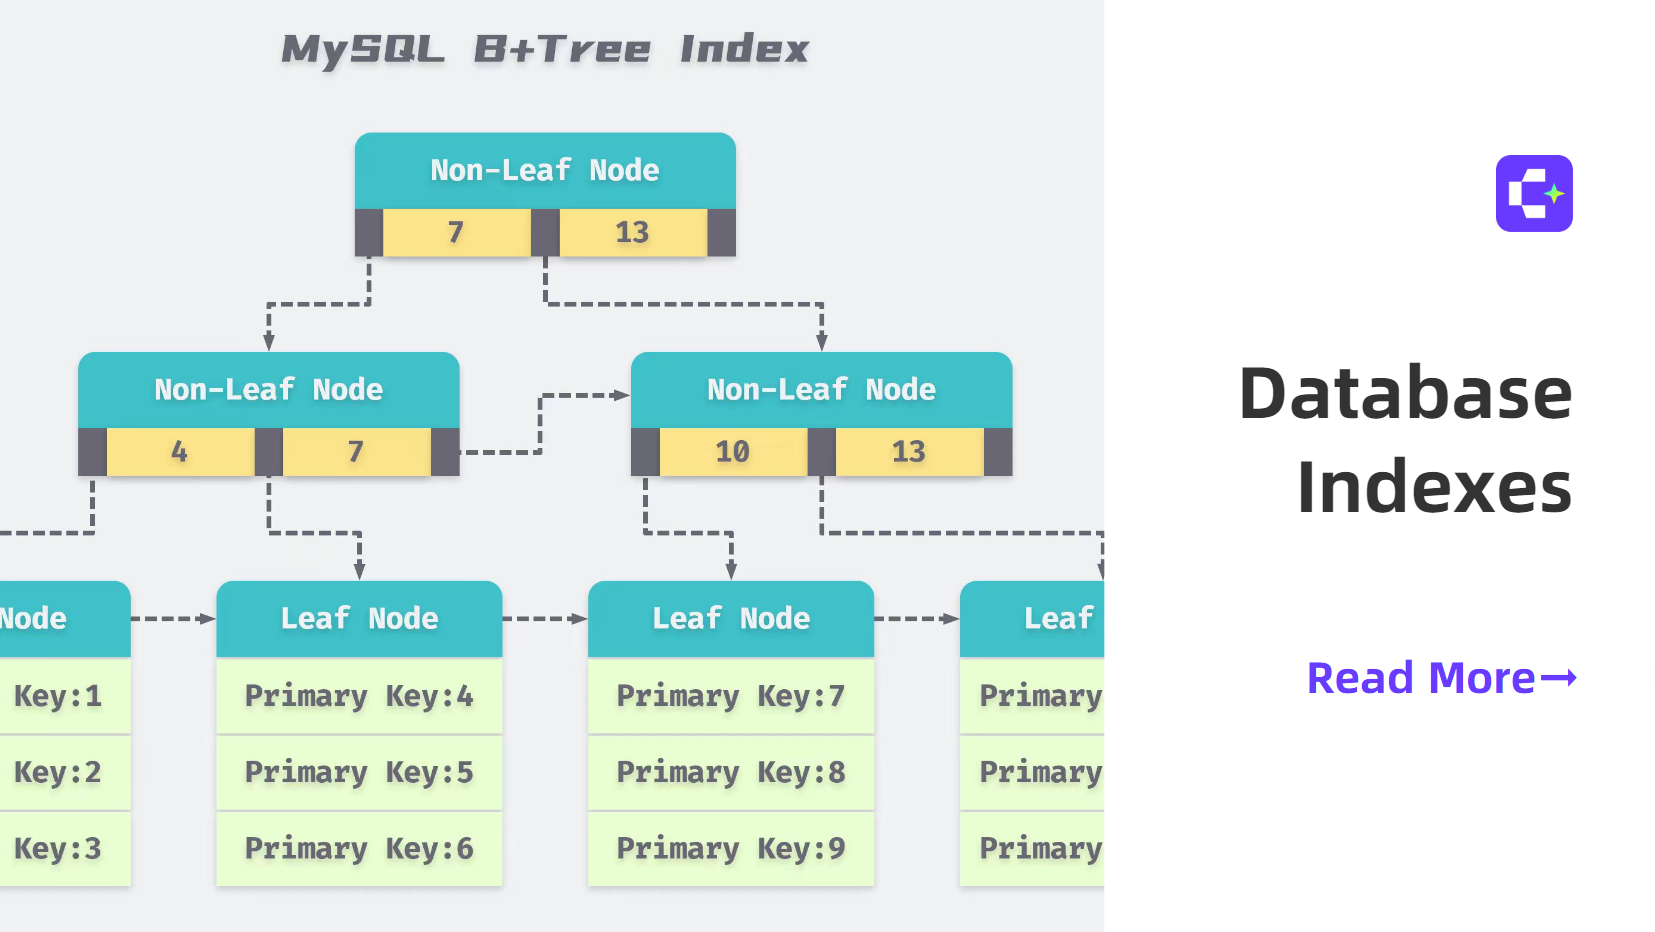 MySQL B+Tree Index
Non-Leaf Node
7 13
Non-Leaf Node Non-Leaf Node
4 7 10 13
Node Leaf Node Leaf Node Leaf
Key:1 Primary Key:4 Primary Key:7 Primary
Key:2 Primary Key:5 Primary Key:8 Primary
Key:3 Primary Key:6 Primary Key:9 Primary
Database
Indexes
Read More→